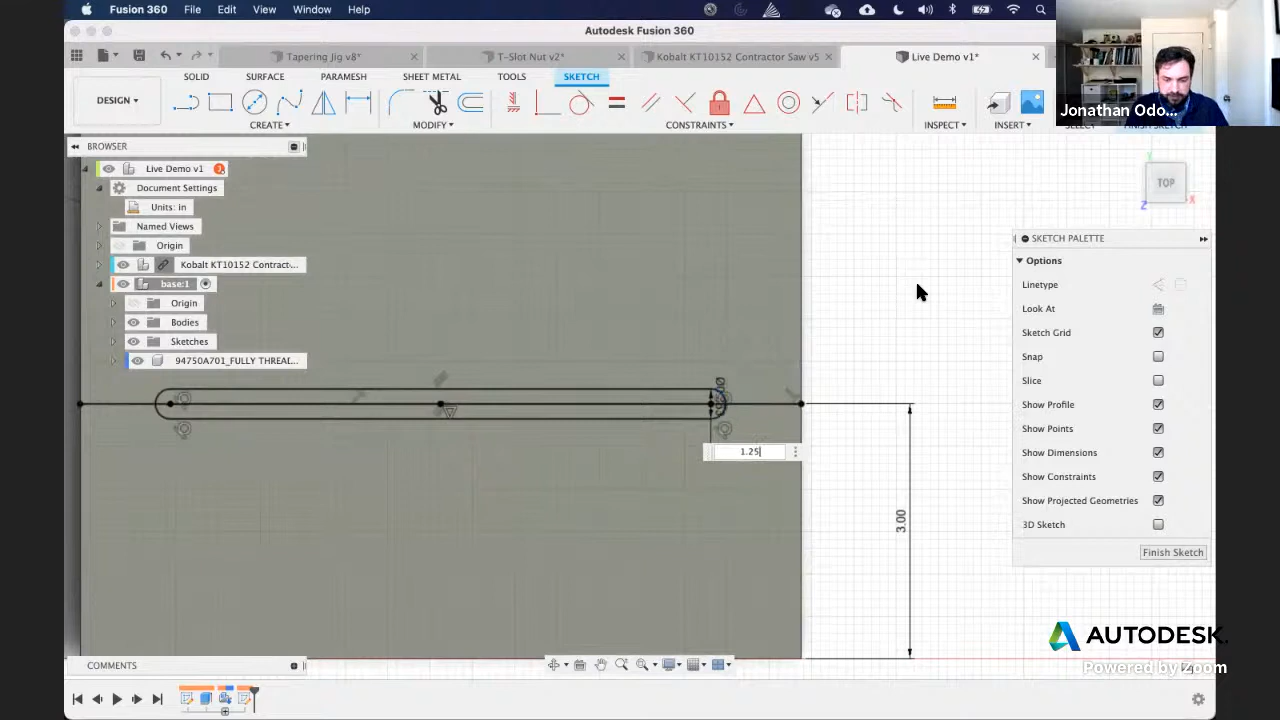 Fusion 360 File Edit View Window Help
Autodesk Fusion 360
Tapering Jig v8*
T-Slot Nut v2*
Kobalt KT10152 Contractor Saw v5
Live Demo v1*
SOLID SURFACE PARAMESH SHEET METAL TOOLS SKETCH
DESIGN
CREATE MODIFY CONSTRAINTS INSPECT INSERT
Jonathan Odo...
BROWSER
Live Demo v1
Document Settings
Units: in
Named Views
Origin
Kobalt KT10152 Contract...
base:1
Origin
Bodies
Sketches
94750A701_FULLY THREAD...
TOP
X
Y
Z
SKETCH PALETTE
Options
Linetype
Look At
Sketch Grid
Snap
Slice
Show Profile
Show Points
Show Dimensions
Show Constraints
Show Projected Geometries
3D Sketch
Finish Sketch
1.25
3.00
COMMENTS
AUTODESK.
Powered by Zoom